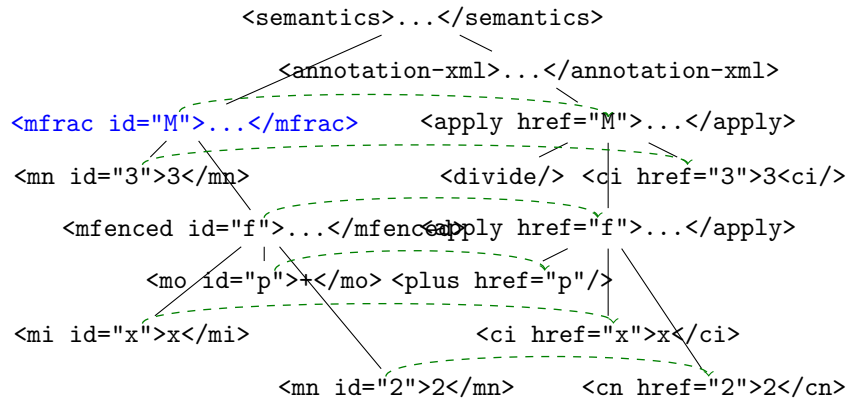 <semantics>...</semantics>
<annotation-xml>...</annotation-xml>
<mfrac id="M">...</mfrac> <apply href="M">...</apply>
<mn id="3">3</mn> <divide/> <ci href="3">3<ci/>
<mfenced id="f">...</mfenced> <apply href="f">...</apply>
<mo id="p">+</mo> <plus href="p"/>
<mi id="x">x</mi> <ci href="x">x</ci>
<mn id="2">2</mn> <cn href="2">2</cn>